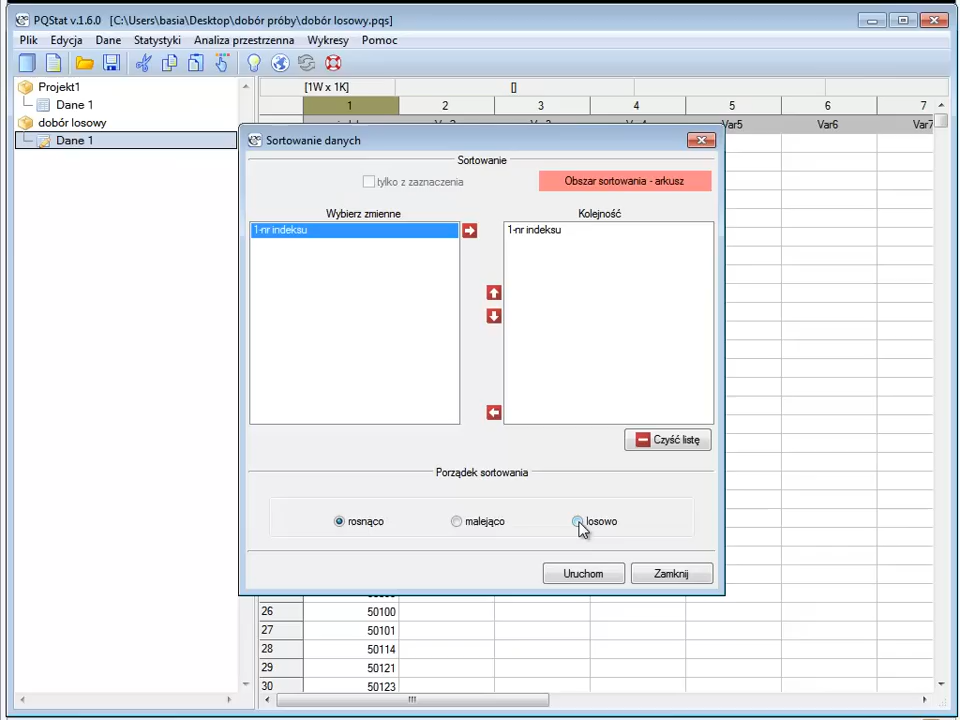 PQStat v.1.6.0 [C:\Users\basia\Desktop\dobór próby\dobór losowy.pqs]
Plik Edycja Dane Statystyki Analiza przestrzenna Wykresy Pomoc
Projekt1
Dane 1
dobór losowy
Dane 1
[1W x 1K] []
1 2 3 4 5 6 7
Var5 Var6 Var7
Sortowanie danych
Sortowanie
tylko z zaznaczenia
Obszar sortowania - arkusz
Wybierz zmienne
Kolejność
1-nr indeksu
1-nr indeksu
Czyść listę
Porządek sortowania
rosnąco malejąco losowo
Uruchom Zamknij
26 50100
27 50101
28 50114
29 50121
30 50123